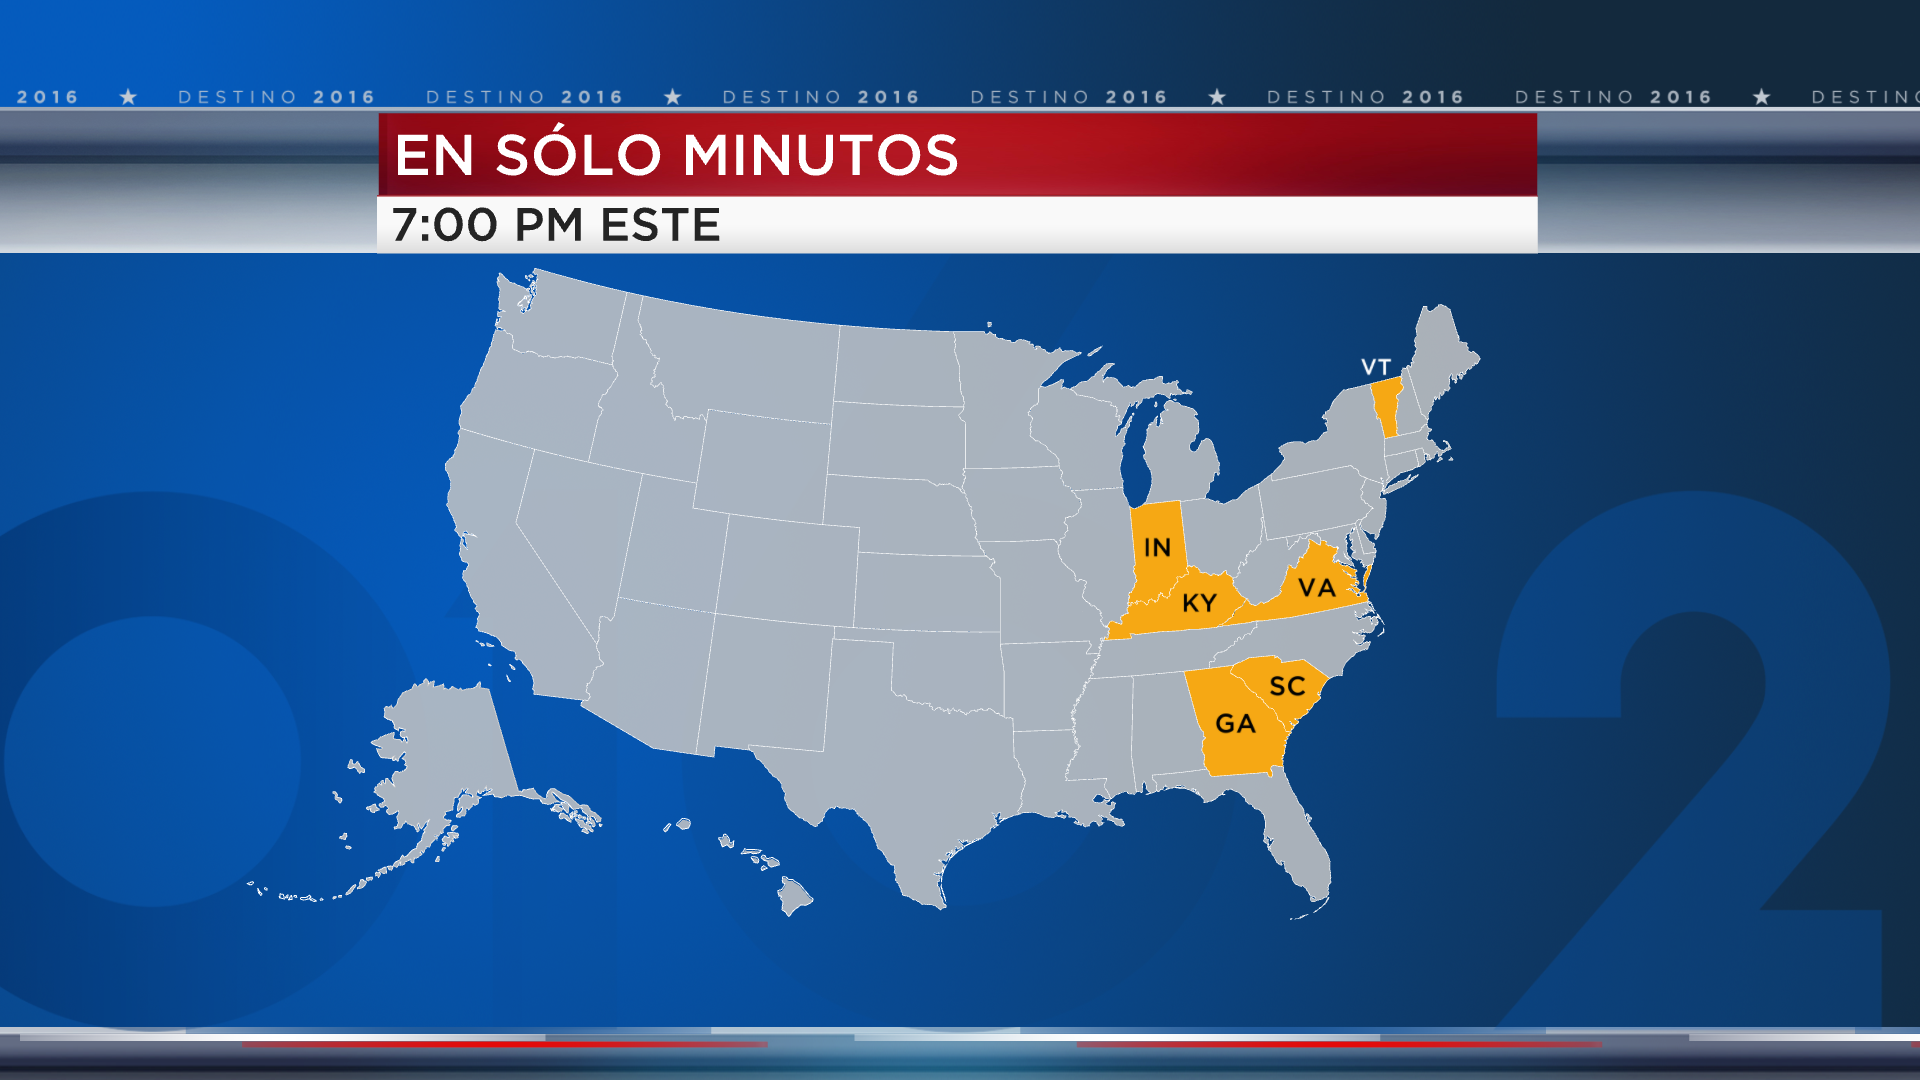 2016 ★ DESTINO 2016 DESTINO 2016 ★ DESTINO 2016 DESTINO 2016 ★ DESTINO 2016 DESTINO 2016 ★ DESTINO
EN SÓLO MINUTOS
7:00 PM ESTE
VT
IN
VA
KY
SC
GA